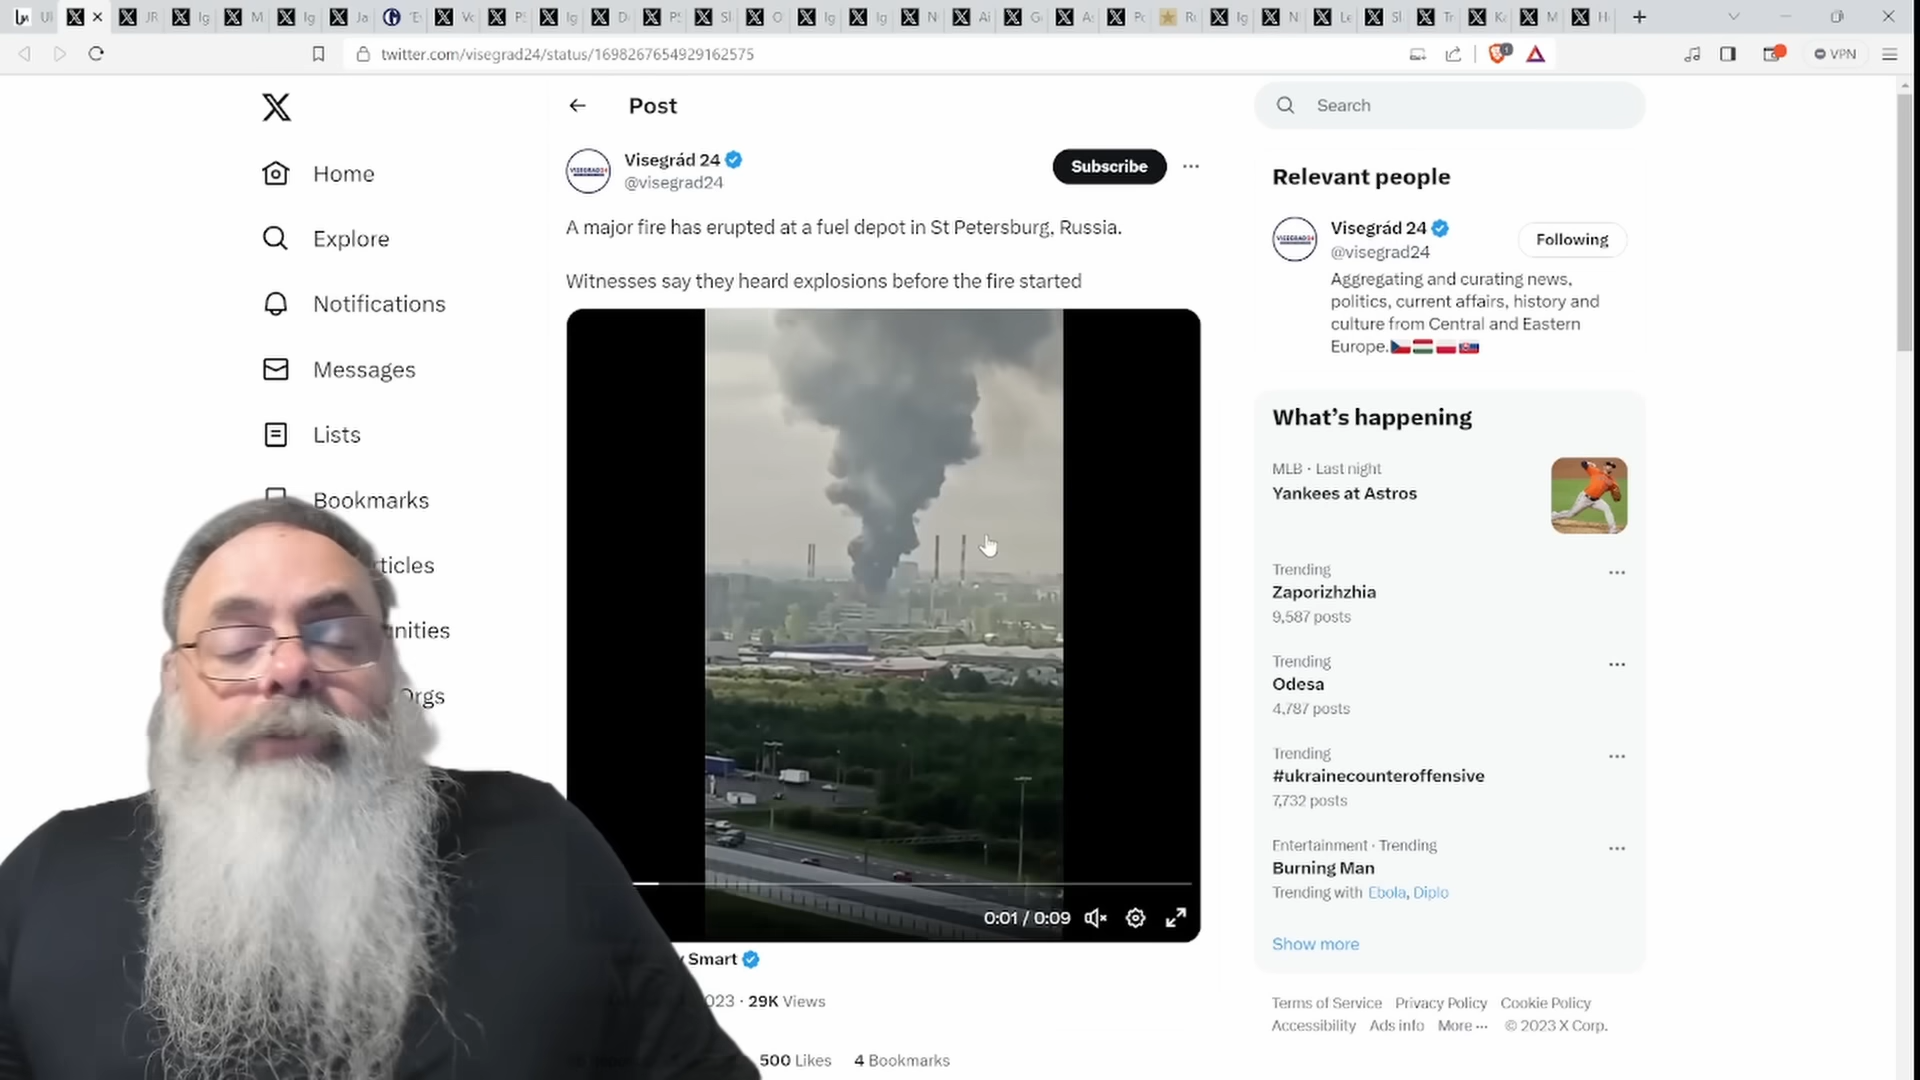 twitter.com/visegrad24/status/1698267654929162575
VPN
Home
Explore
Notifications
Messages
Lists
Bookmarks
ticles
nities
Orgs
Post
Visegrád 24
@visegrad24
Subscribe
A major fire has erupted at a fuel depot in St Petersburg, Russia.
Witnesses say they heard explosions before the fire started
0:01 / 0:09
Smart
023 · 29K Views
500 Likes 4 Bookmarks
Search
Relevant people
Visegrád 24
@visegrad24
Following
Aggregating and curating news,
politics, current affairs, history and
culture from Central and Eastern
Europe.
What's happening
MLB · Last night
Yankees at Astros
Trending
Zaporizhzhia
9,587 posts
Trending
Odesa
4,787 posts
Trending
#ukrainecounteroffensive
7,732 posts
Entertainment · Trending
Burning Man
Trending with Ebola, Diplo
Show more
Terms of Service Privacy Policy Cookie Policy
Accessibility Ads info More ··· © 2023 X Corp.